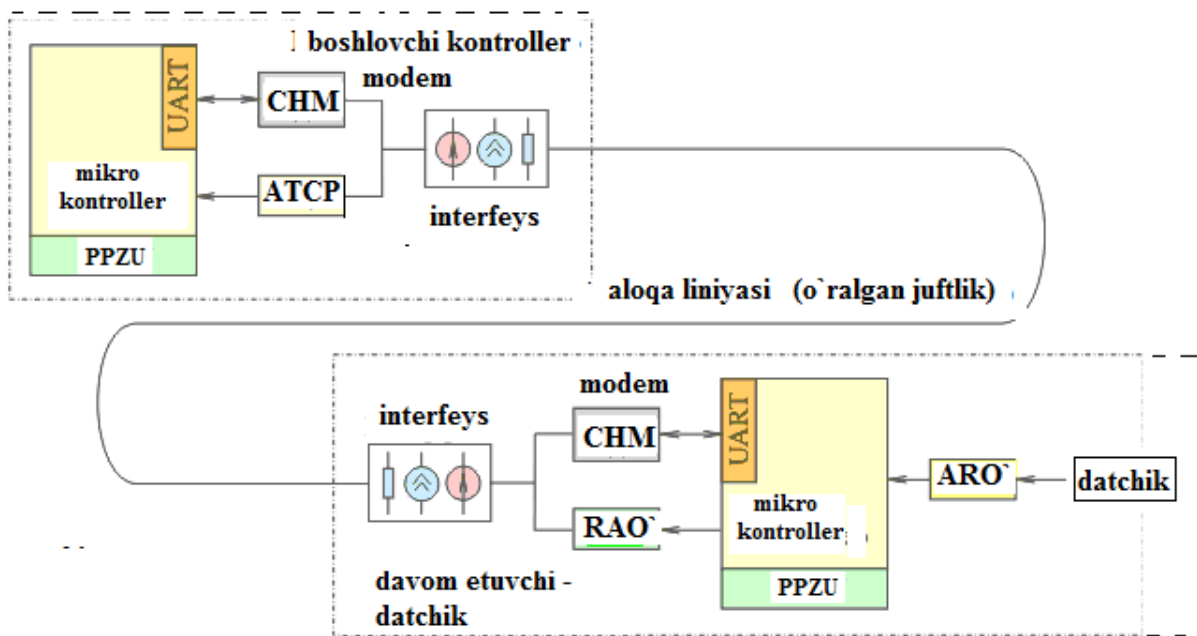 boshlovchi kontroller
modem
UART
CHM
mikro
kontroller
ATCP
interfeys
PPZU
aloqa liniyasi (o`ralgan juftlik)
modem
interfeys
CHM
UART
ARO`
datchik
mikro
kontroller
RAO`
davom etuvchi -
datchik
PPZU